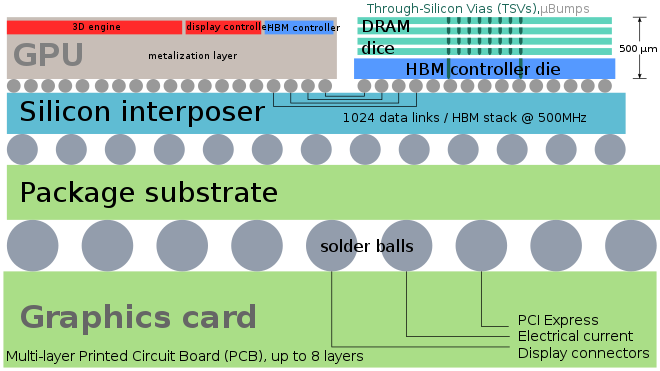 Through-Silicon Vias (TSVs),µBumps
3D engine
display controller
HBM controller
GPU
metalization layer
DRAM
dice
500 µm
HBM controller die
Silicon interposer
1024 data links / HBM stack @ 500MHz
Package substrate
solder balls
Graphics card
PCI Express
Electrical current
Display connectors
Multi-layer Printed Circuit Board (PCB), up to 8 layers